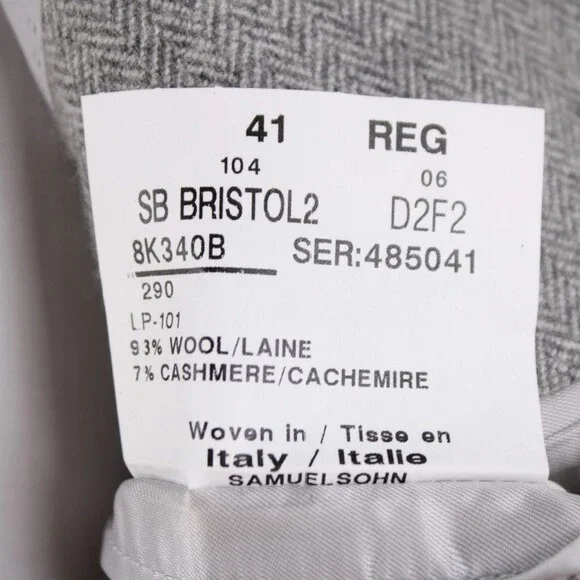 41 REG
104 06
SB BRISTOL2 D2F2
8K340B SER:485041
290
LP-101
93% WOOL/LAINE
7% CASHMERE/CACHEMIRE
Woven in / Tisse en
Italy / Italie
SAMUELSOHN